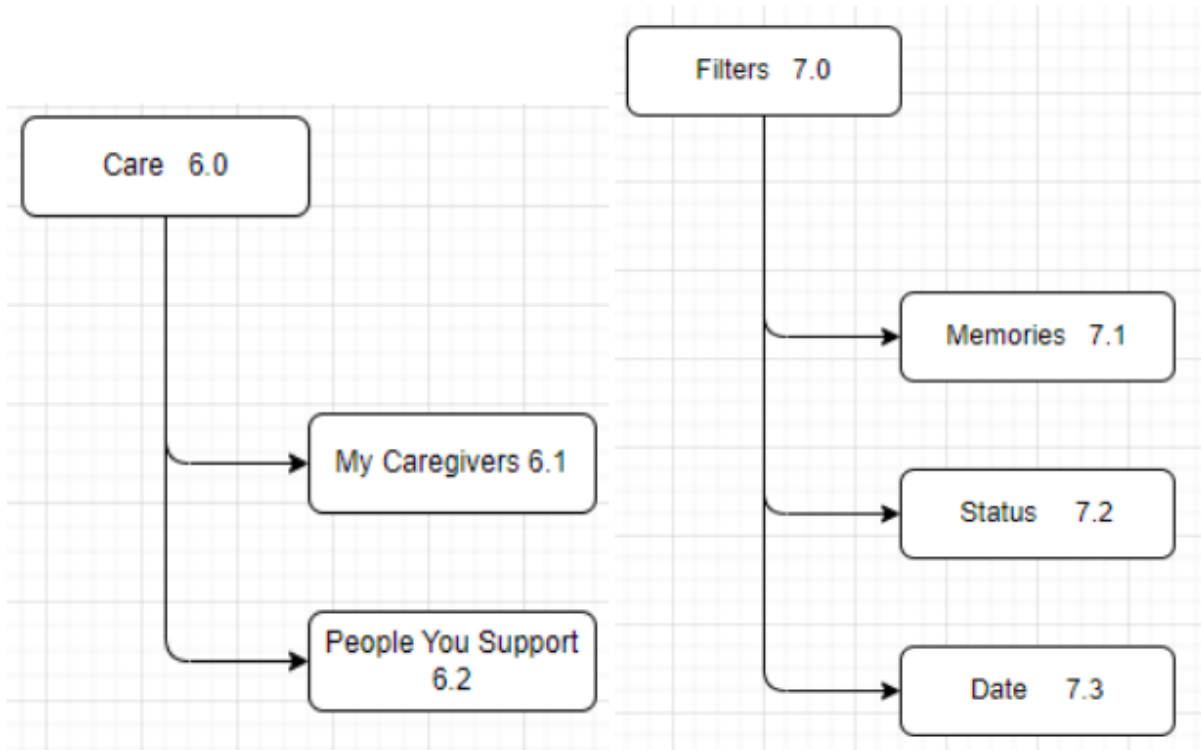 Care 6.0
My Caregivers 6.1
People You Support
6.2
Filters 7.0
Memories 7.1
Status 7.2
Date 7.3